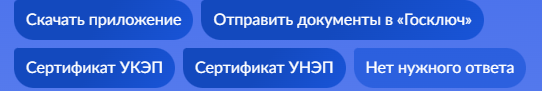 Скачать приложение Отправить документы в «Госключ»
Сертификат УКЭП Сертификат УНЭП Нет нужного ответа